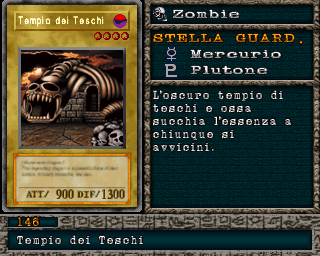 Tempio dei Teschi
ATT/ 900 DIF/1300
Zombie
STELLA GUARD.
Mercurio
Plutone
L'oscuro tempio di
teschi e ossa
succhia l'essenza a
chiunque si
avvicini.
146
Tempio dei Teschi